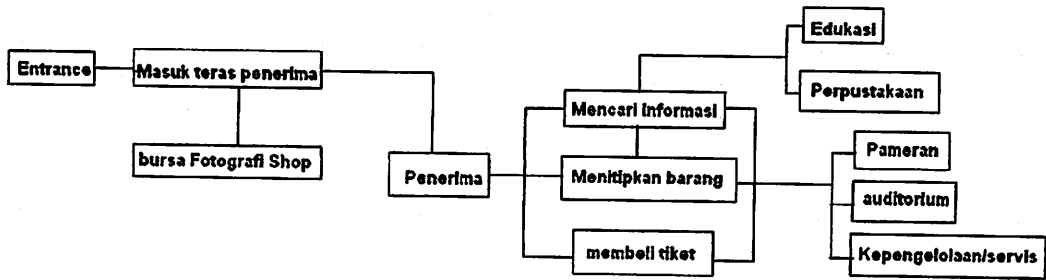 Entrance
Masuk teras penerima
bursa Fotografi Shop
Penerima
Mencari informasi
Menitipkan barang
membeli tiket
Edukasi
Perpustakaan
Pameran
auditorium
Kepengelolaan/servis